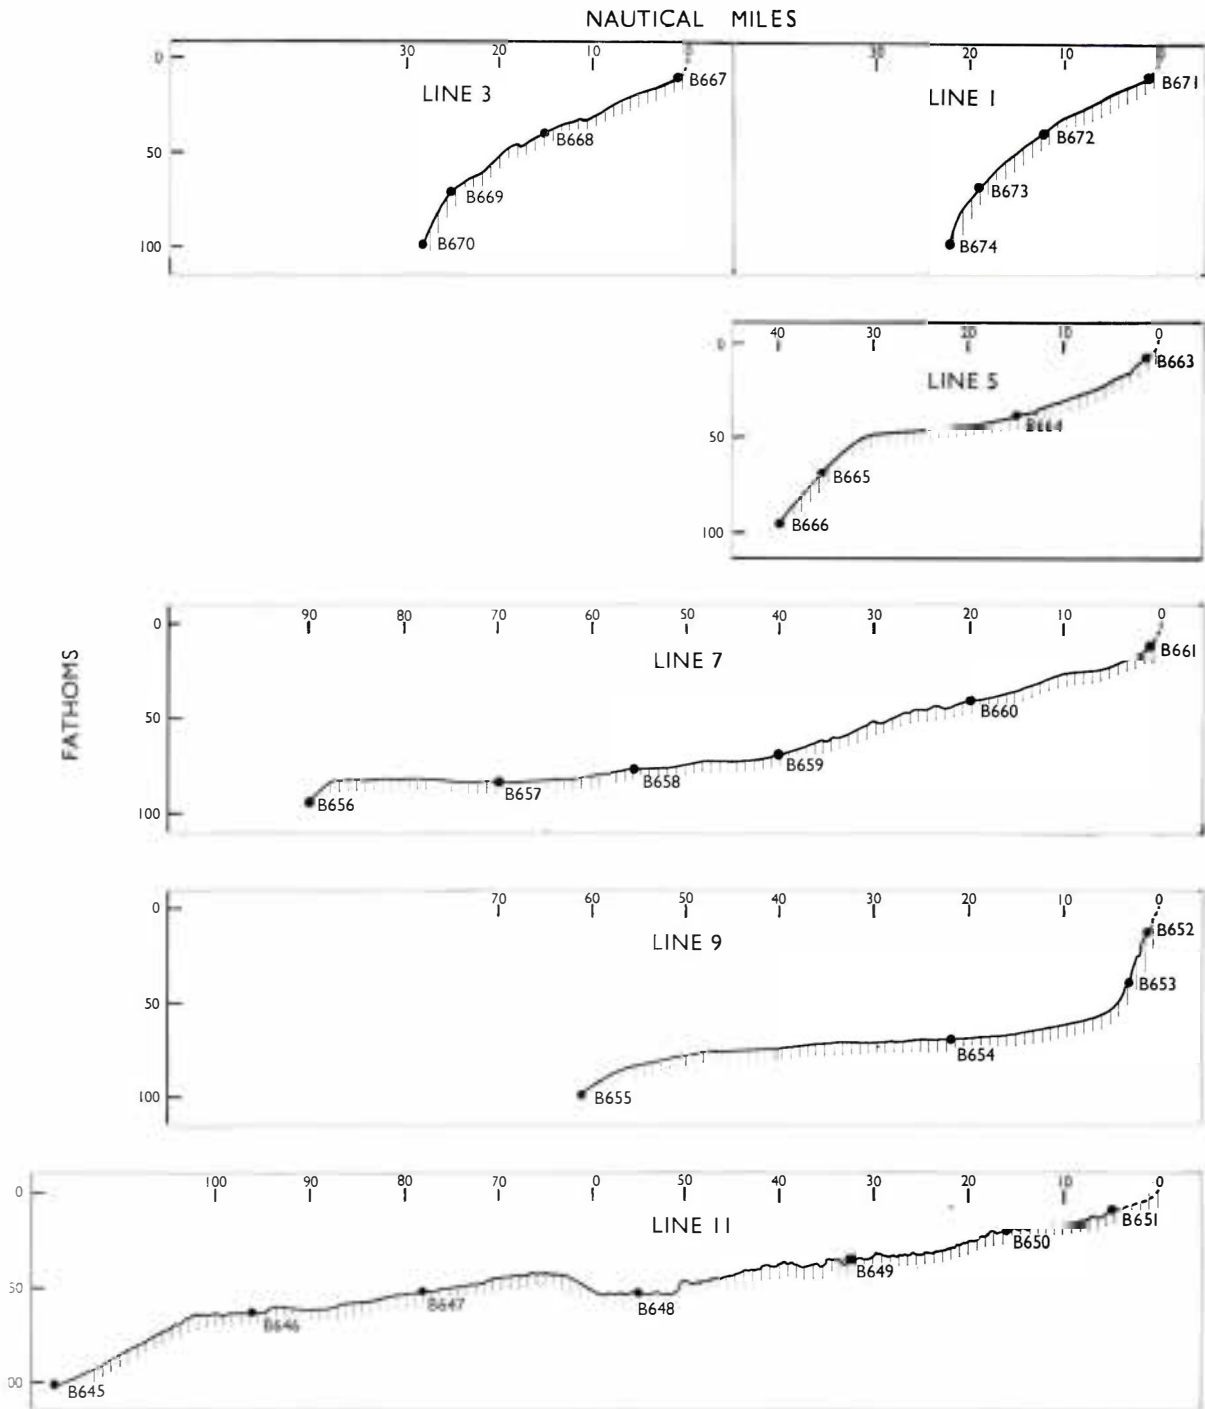 NAUTICAL MILES
0 30 20 10 0 30 20 10 0
LINE 3 B667 LINE 1 B671
B668 B672
50
B669 B673
100 B670 B674
0 40 30 20 10 0
LINE 5 B663
B664
50
B665
100 B666
FATHOMS
0 90 80 70 60 50 40 30 20 10 0
LINE 7 B661
50 B660
B659
B658
B657
B656
100
0 70 60 50 40 30 20 10 0
LINE 9 B652
B653
50
B654
100 B655
0 100 90 80 70 0 50 40 30 20 10 0
LINE 11 B651
B650
B649
50 B648
B647
B646
00 B645